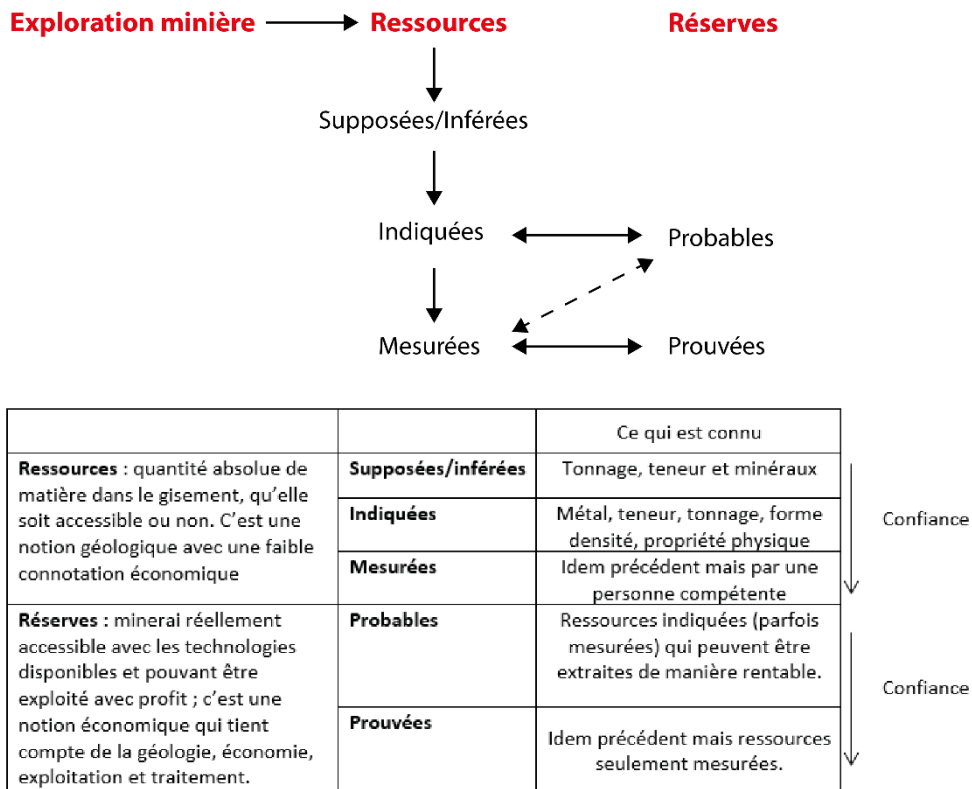 Exploration minière Ressources Réserves
Supposées/Inférées
Indiquées Probables
Mesurées Prouvées
Ce qui est connu
Ressources : quantité absolue de
matière dans le gisement, qu'elle
soit accessible ou non. C'est une
notion géologique avec une faible
connotation économique
Supposées/inférées
Tonnage, teneur et minéraux
Indiquées
Métal, teneur, tonnage, forme
densité, propriété physique
Mesurées
Idem précédent mais par une
personne compétente
Confiance
Réserves : minerai réellement
accessible avec les technologies
disponibles et pouvant être
exploité avec profit ; c'est une
notion économique qui tient
compte de la géologie, économie,
exploitation et traitement.
Probables
Ressources indiquées (parfois
mesurées) qui peuvent être
extraites de manière rentable.
Prouvées
Idem précédent mais ressources
seulement mesurées.
Confiance